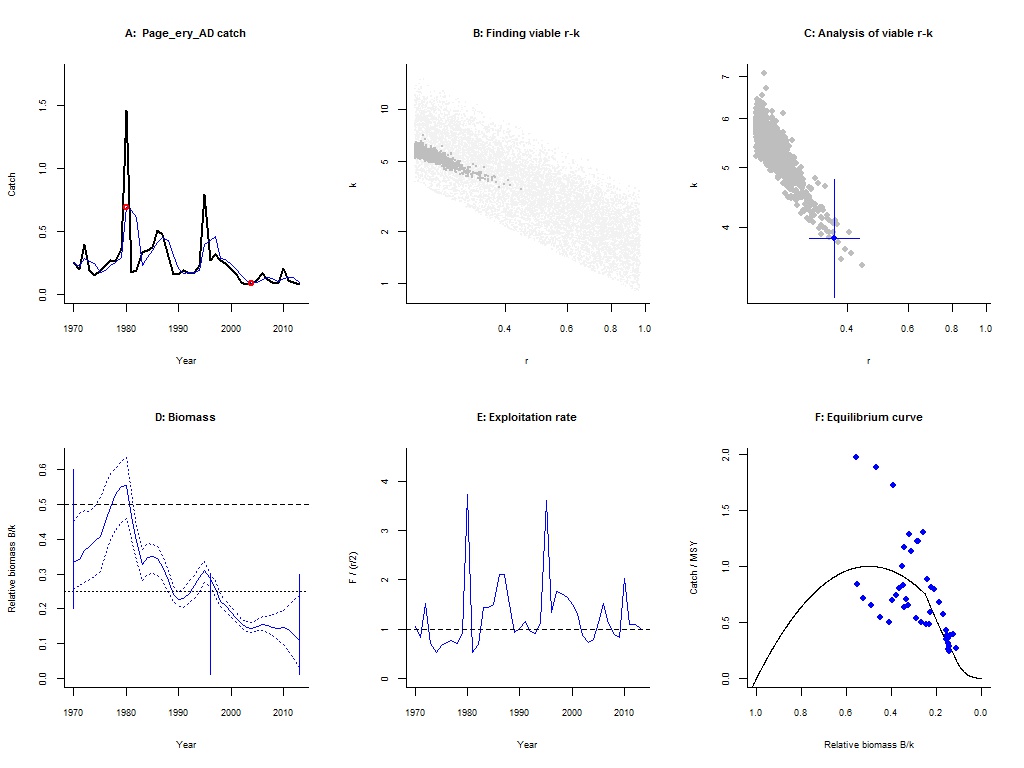 A: Page_ery_AD catch
B: Finding viable r-k
C: Analysis of viable r-k
Catch
0.0 0.5 1.0 1.5
1970 1980 1990 2000 2010
Year
k
1 2 5 10
0.4 0.6 0.8 1.0
r
k
4 5 6 7
0.4 0.6 0.8 1.0
r
D: Biomass
E: Exploitation rate
F: Equilibrium curve
Relative biomass B/k
0.0 0.1 0.2 0.3 0.4 0.5 0.6
1970 1980 1990 2000 2010
Year
F / (r/2)
0 1 2 3 4
1970 1980 1990 2000 2010
Year
Catch / MSY
0.0 0.5 1.0 1.5 2.0
1.0 0.8 0.6 0.4 0.2 0.0
Relative biomass B/k